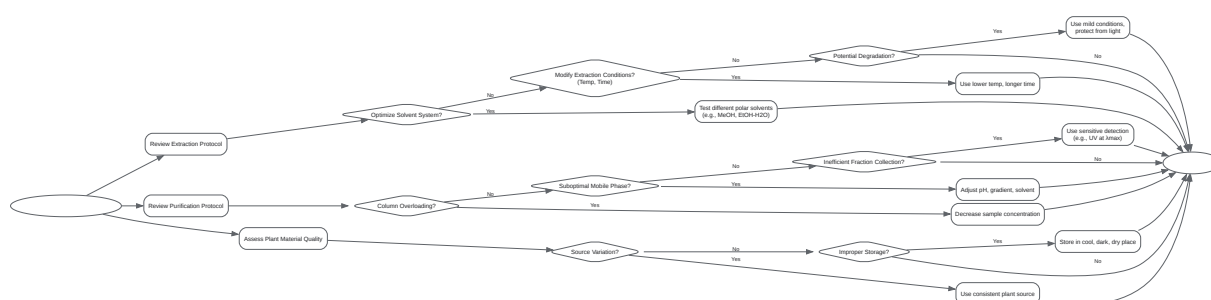 Use mild conditions,
protect from light
Yes
Potential Degradation?
No
No
Modify Extraction Conditions?
(Temp, Time)
Yes
Use lower temp, longer time
No
Optimize Solvent System?
Yes
Test different polar solvents
(e.g., MeOH, EtOH-H2O)
Review Extraction Protocol
Use sensitive detection
(e.g., UV at λmax)
Yes
Inefficient Fraction Collection?
No
No
Suboptimal Mobile Phase?
Yes
Adjust pH, gradient, solvent
No
Review Purification Protocol
Column Overloading?
Yes
Decrease sample concentration
Assess Plant Material Quality
Yes
Store in cool, dark, dry place
Source Variation?
No
Improper Storage?
Yes
No
Use consistent plant source